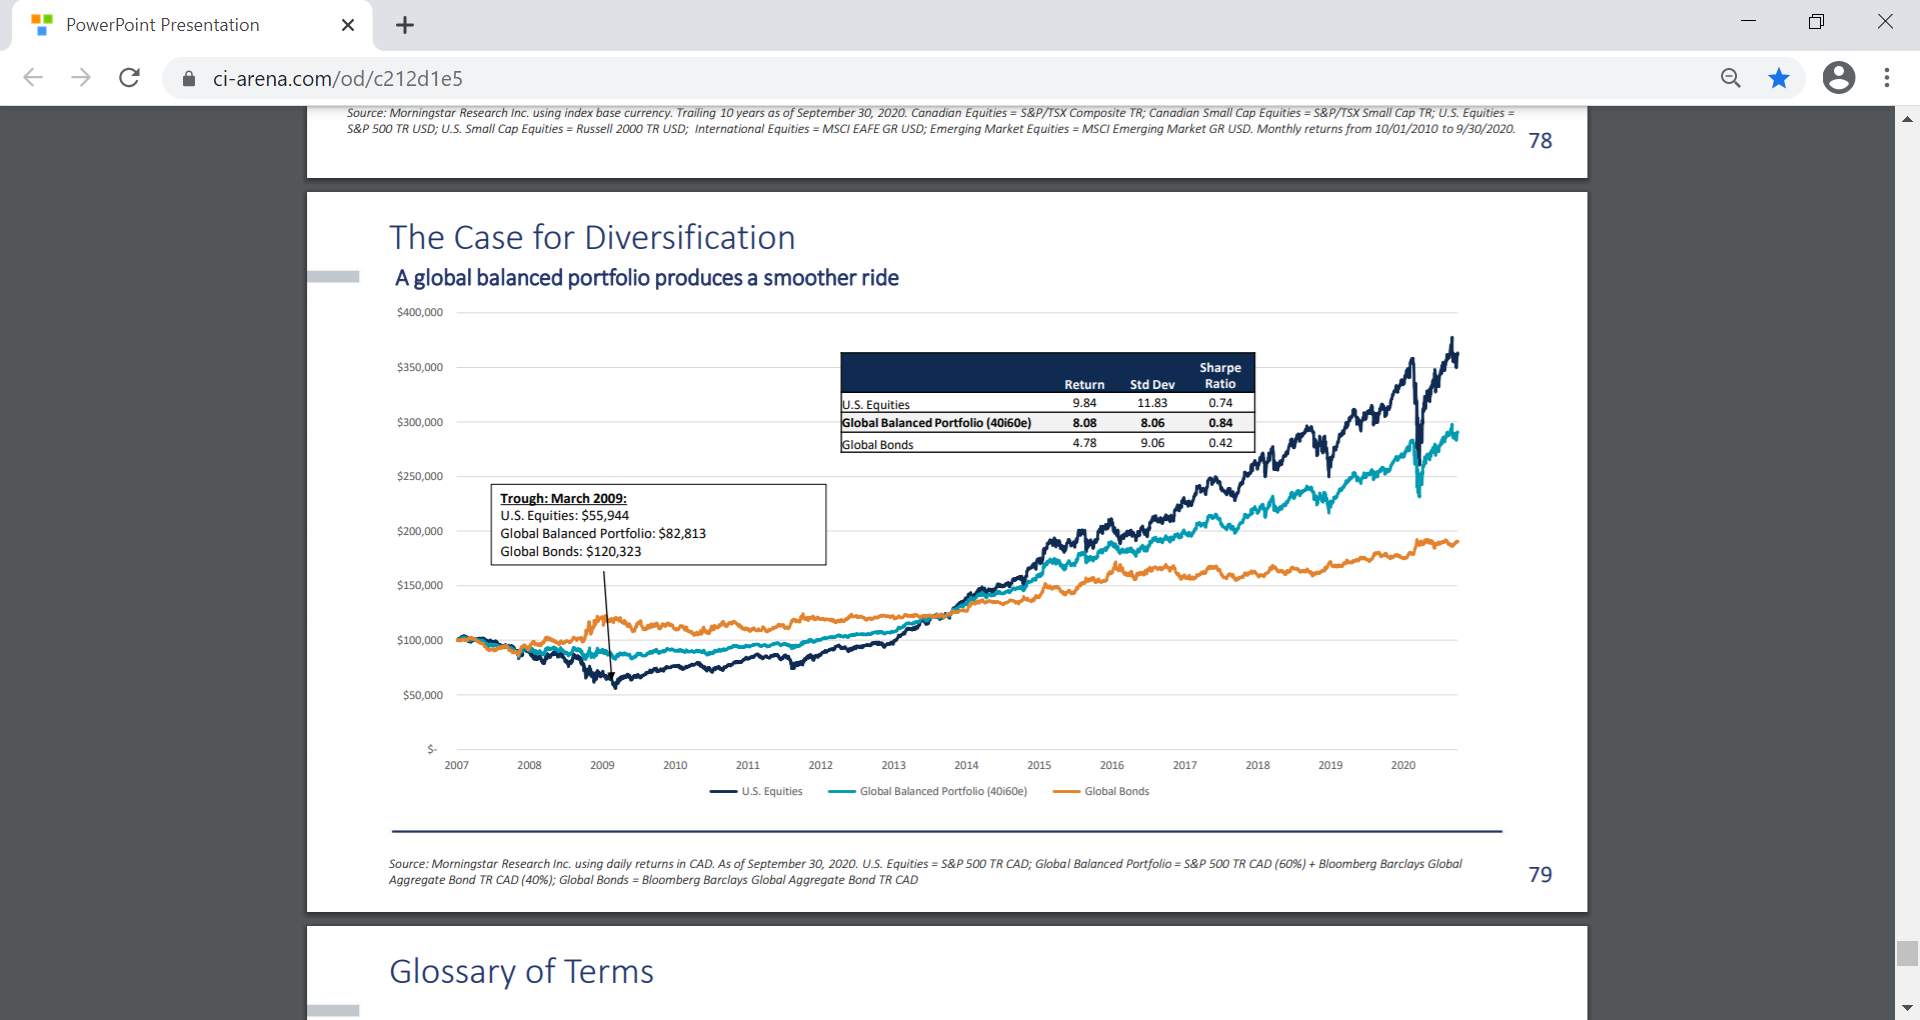 PowerPoint Presentation
ci-arena.com/od/c212d1e5
Source: Morningstar Research Inc. using index base currency. Trailing 10 years as of September 30, 2020. Canadian Equities = S&P/TSX Composite TR; Canadian Small Cap Equities = S&P/TSX Small Cap TR; U.S. Equities =
S&P 500 TR USD; U.S. Small Cap Equities = Russell 2000 TR USD; International Equities = MSCI EAFE GR USD; Emerging Market Equities = MSCI Emerging Market GR USD. Monthly returns from 10/01/2010 to 9/30/2020.
78
The Case for Diversification
A global balanced portfolio produces a smoother ride
$400,000
$350,000
$300,000
$250,000
$200,000
$150,000
$100,000
$50,000
$-
Return Std Dev Sharpe Ratio
U.S. Equities 9.84 11.83 0.74
Global Balanced Portfolio (40i60e) 8.08 8.06 0.84
Global Bonds 4.78 9.06 0.42
Trough: March 2009:
U.S. Equities: $55,944
Global Balanced Portfolio: $82,813
Global Bonds: $120,323
2007 2008 2009 2010 2011 2012 2013 2014 2015 2016 2017 2018 2019 2020
U.S. Equities Global Balanced Portfolio (40i60e) Global Bonds
Source: Morningstar Research Inc. using daily returns in CAD. As of September 30, 2020. U.S. Equities = S&P 500 TR CAD; Global Balanced Portfolio = S&P 500 TR CAD (60%) + Bloomberg Barclays Global
Aggregate Bond TR CAD (40%); Global Bonds = Bloomberg Barclays Global Aggregate Bond TR CAD
79
Glossary of Terms